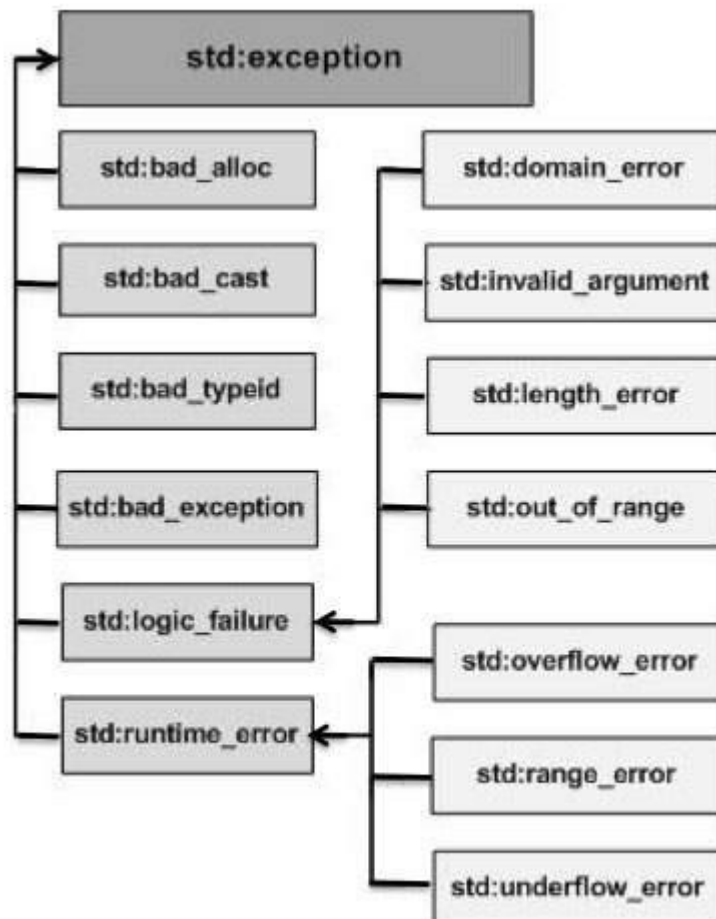 std:exception
std:bad_alloc
std:bad_cast
std:bad_typeid
std:bad_exception
std:logic_failure
std:runtime_error
std:domain_error
std:invalid_argument
std:length_error
std:out_of_range
std:overflow_error
std:range_error
std:underflow_error